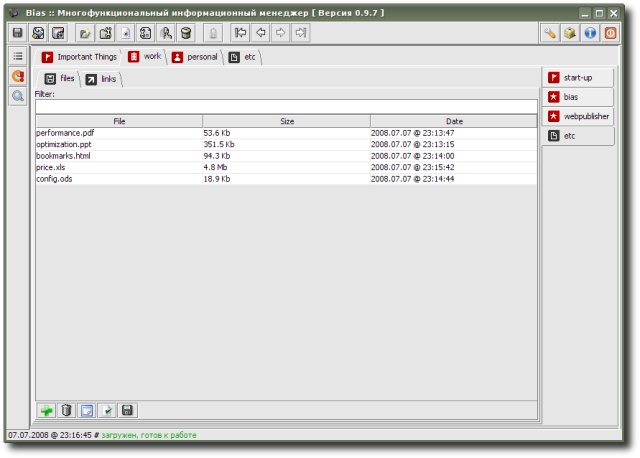 Bias :: Многофункциональный информационный менеджер [ Версия 0.9.7 ]
Important Things work personal etc
files links
Filter:
File Size Date
performance.pdf 53.6 Kb 2008.07.07 @ 23:13:47
optimization.ppt 351.5 Kb 2008.07.07 @ 23:13:15
bookmarks.html 94.3 Kb 2008.07.07 @ 23:14:00
price.xls 4.8 Mb 2008.07.07 @ 23:15:42
config.ods 18.9 Kb 2008.07.07 @ 23:14:44
start-up
bias
webpublisher
etc
07.07.2008 @ 23:16:45 # загружен, готов к работе